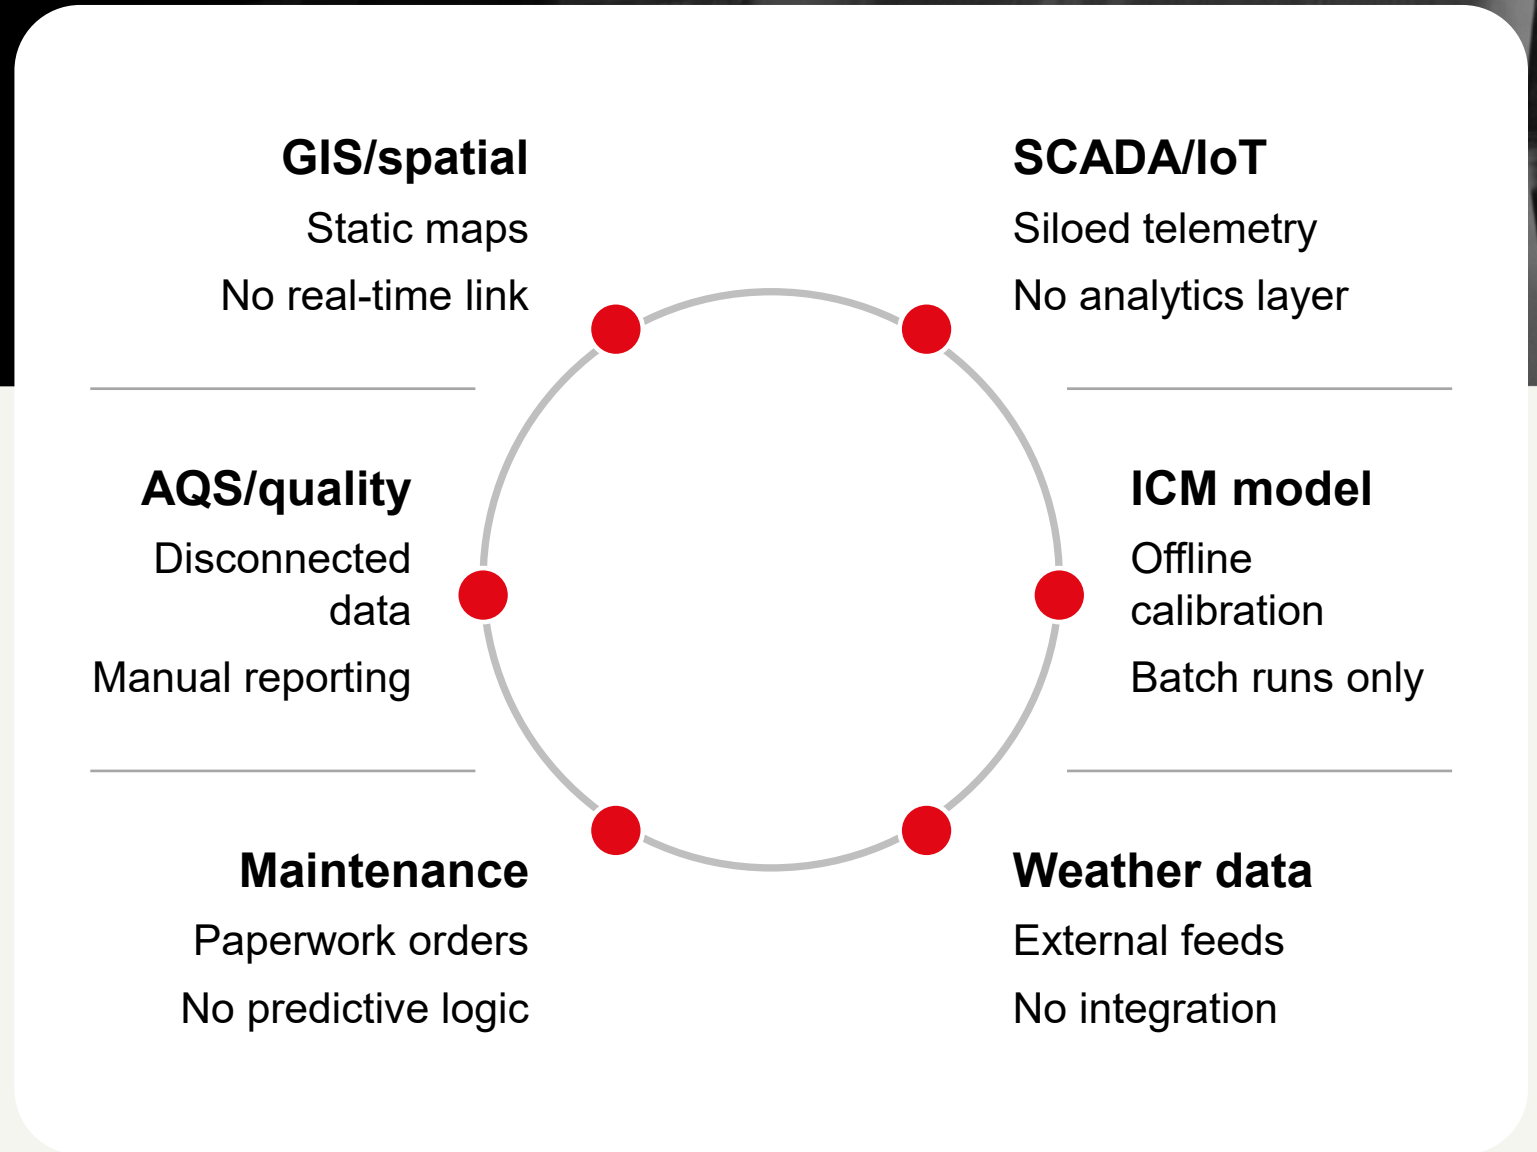 GIS/spatial
Static maps
No real-time link
SCADA/IoT
Siloed telemetry
No analytics layer
AQS/quality
Disconnected
data
Manual reporting
ICM model
Offline
calibration
Batch runs only
Maintenance
Paperwork orders
No predictive logic
Weather data
External feeds
No integration